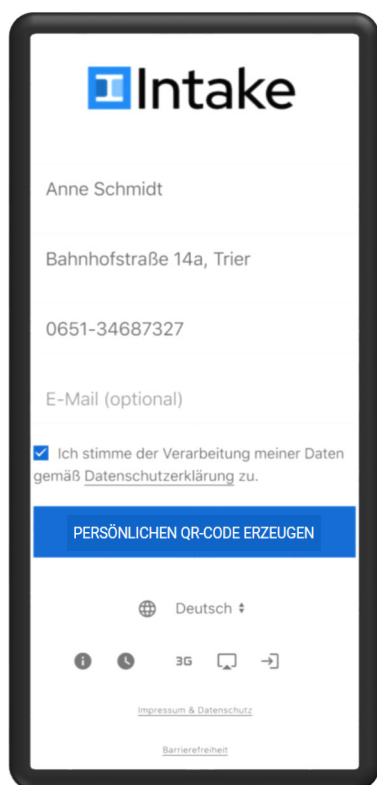 Intake
Anne Schmidt
Bahnhofstraße 14a, Trier
0651-34687327
E-Mail (optional)
Ich stimme der Verarbeitung meiner Daten
gemäß Datenschutzerklärung zu.
PERSÖNLICHEN QR-CODE ERZEUGEN
Deutsch
3G
Impressum & Datenschutz
Barrierefreiheit